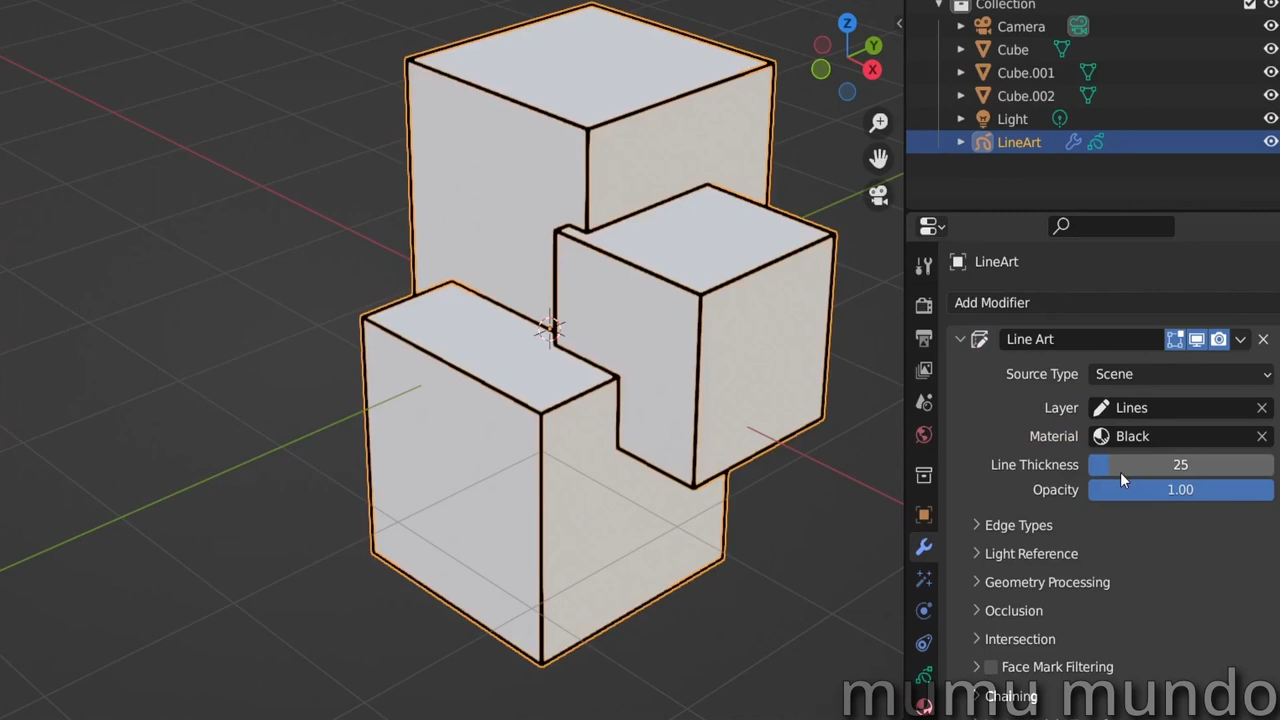 Collection
Camera
Cube
Cube.001
Cube.002
Light
LineArt
Z
Y
X
LineArt
Add Modifier
Line Art
Source Type Scene
Layer Lines
Material Black
Line Thickness 25
Opacity 1.00
Edge Types
Light Reference
Geometry Processing
Occlusion
Intersection
Face Mark Filtering
Chaining
mumu mundo